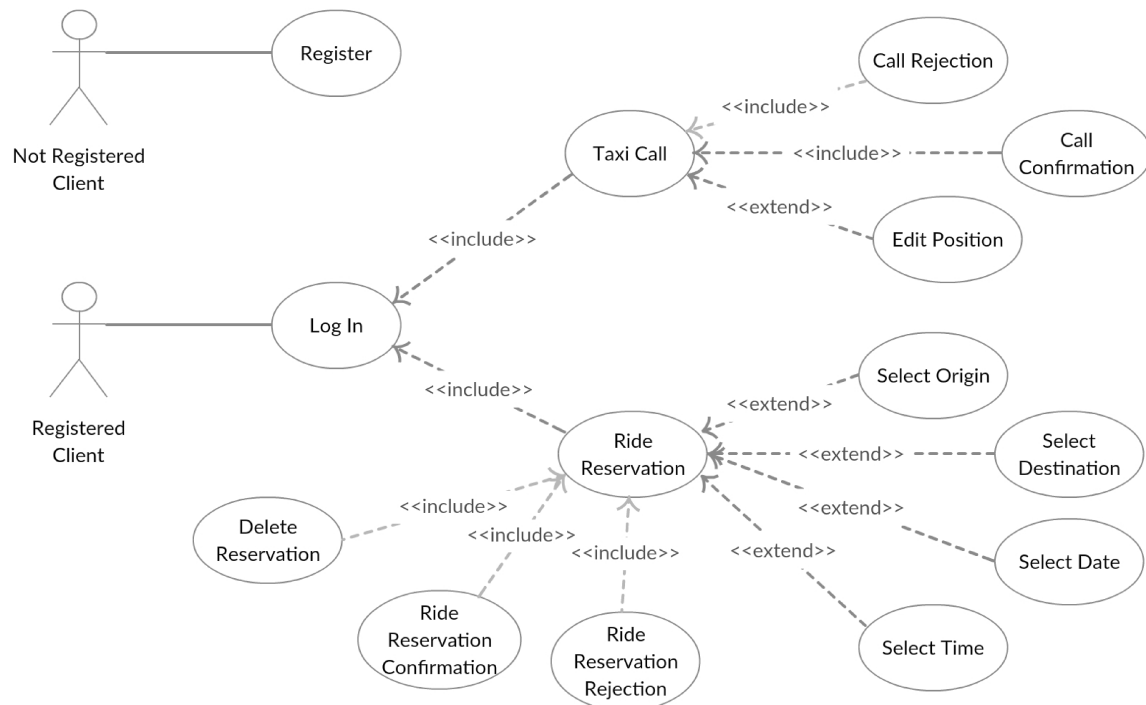 Register
Not Registered
Client
Call Rejection
<<include>>
Taxi Call
<<include>>
Call
Confirmation
<<extend>>
Edit Position
<<include>>
Log In
Registered
Client
<<include>>
Select Origin
<<extend>>
Ride
Reservation
<<extend>>
Select
Destination
<<extend>>
Select Date
<<extend>>
Select Time
<<include>>
Delete
Reservation
<<include>>
Ride
Reservation
Confirmation
<<include>>
Ride
Reservation
Rejection